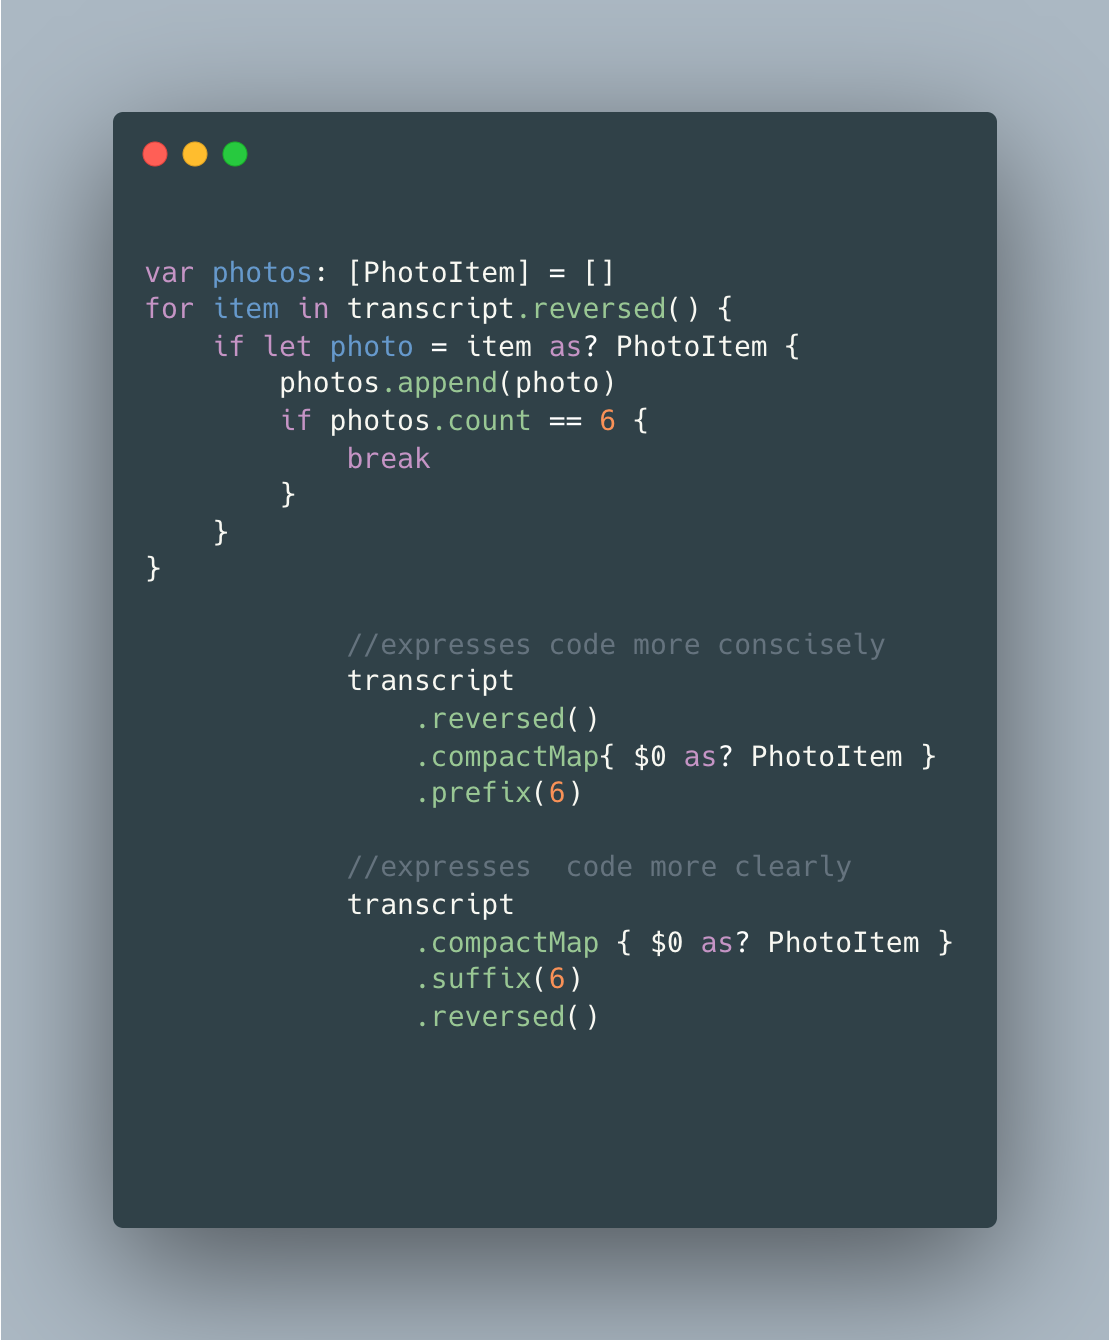 var photos: [PhotoItem] = []
for item in transcript.reversed() {
    if let photo = item as? PhotoItem {
        photos.append(photo)
        if photos.count == 6 {
            break
        }
    }
}
            //expresses code more conscisely
            transcript
                .reversed()
                .compactMap{ $0 as? PhotoItem }
                .prefix(6)
            //expresses  code more clearly
            transcript
                .compactMap { $0 as? PhotoItem }
                .suffix(6)
                .reversed()